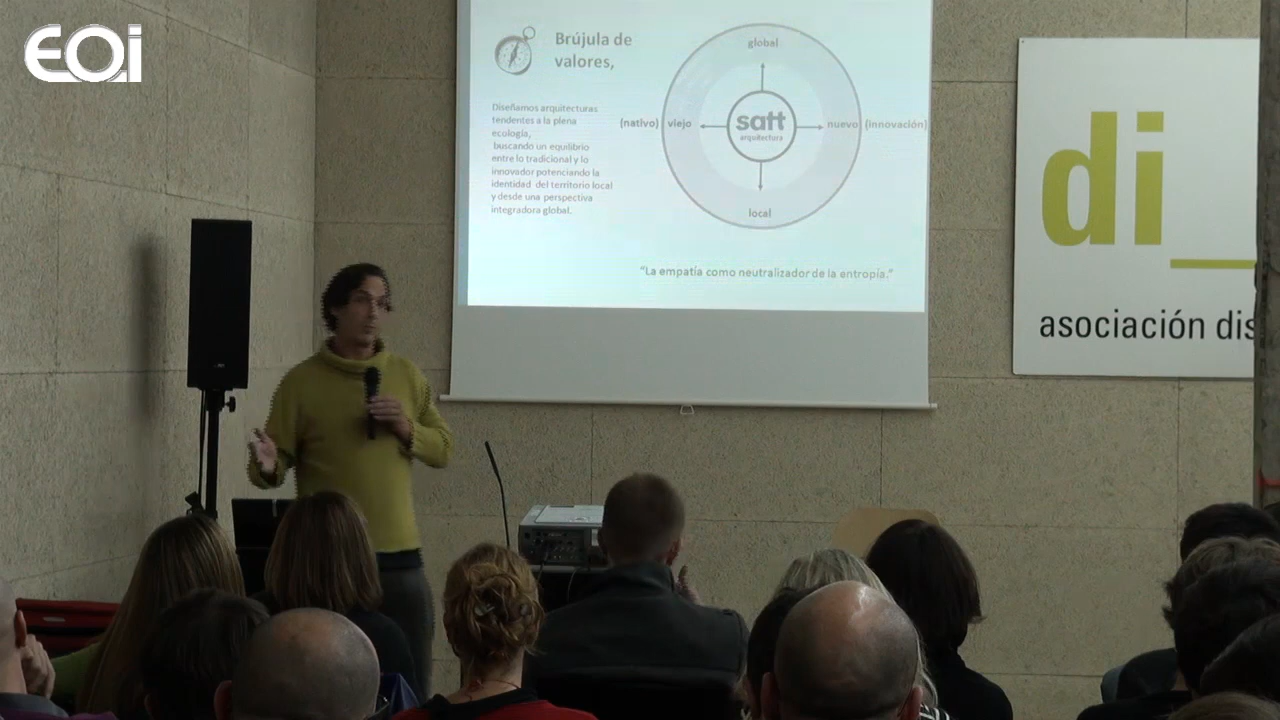 EOI
Brújula de
valores,
Diseñamos arquitecturas
tendentes a la plena
ecología,
buscando un equilibrio
entre lo tradicional y lo
innovador potenciando la
identidad del territorio local
y desde una perspectiva
integradora global.
global
(nativo) viejo
satt
arquitectura
nuevo (innovación)
local
"La empatía como neutralizador de la entropía."
di_
asociación dis